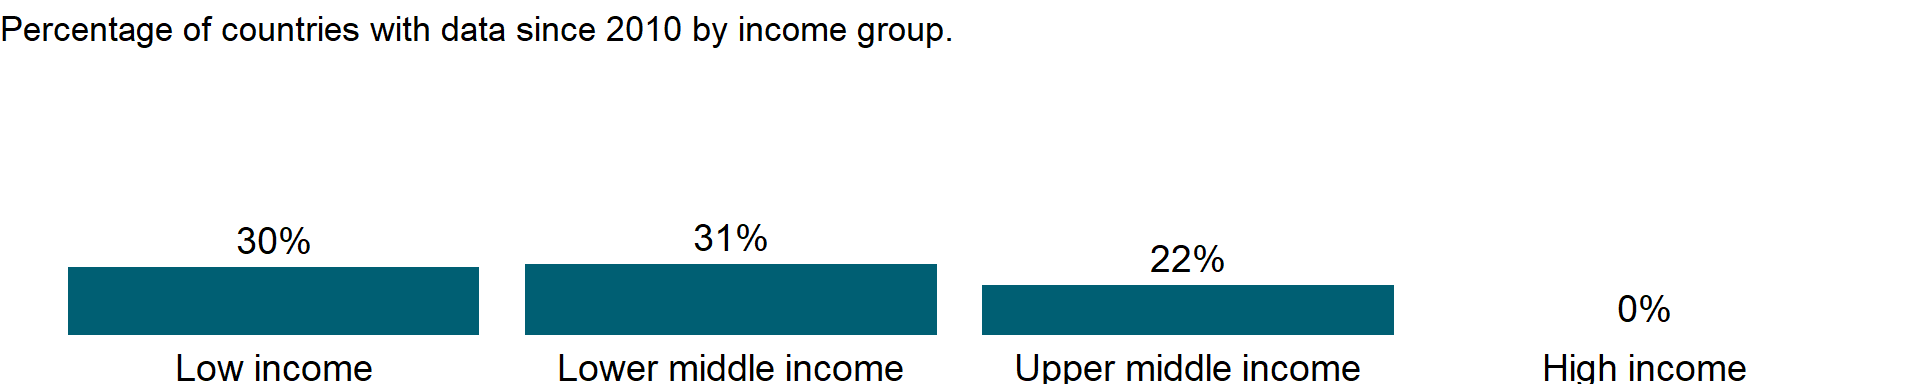 Percentage of countries with data since 2010 by income group.
30%
31%
22%
0%
Low income
Lower middle income
Upper middle income
High income